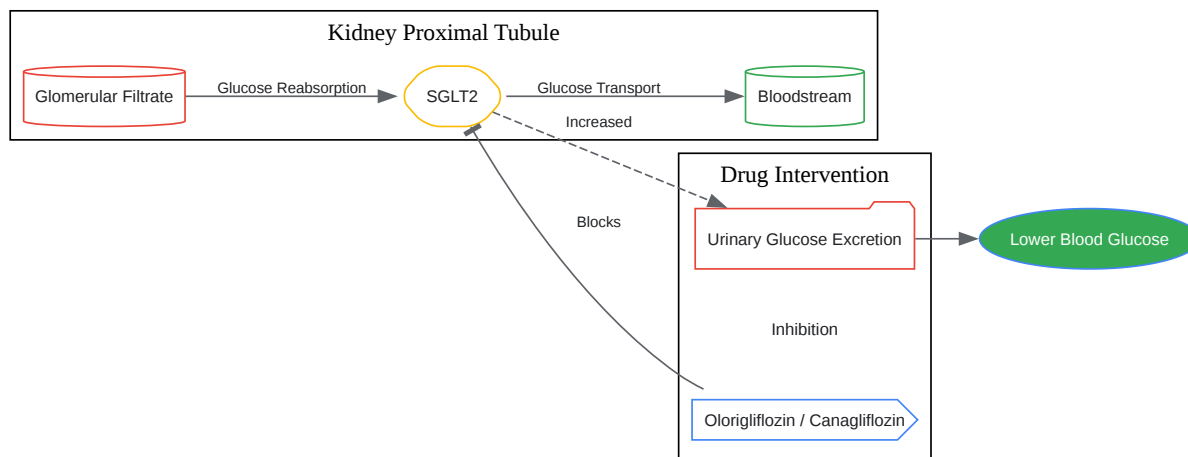 Kidney Proximal Tubule
Glomerular Filtrate
Glucose Reabsorption
SGLT2
Glucose Transport
Bloodstream
Increased
Drug Intervention
Blocks
Urinary Glucose Excretion
Lower Blood Glucose
Inhibition
Olorigliflozin / Canagliflozin